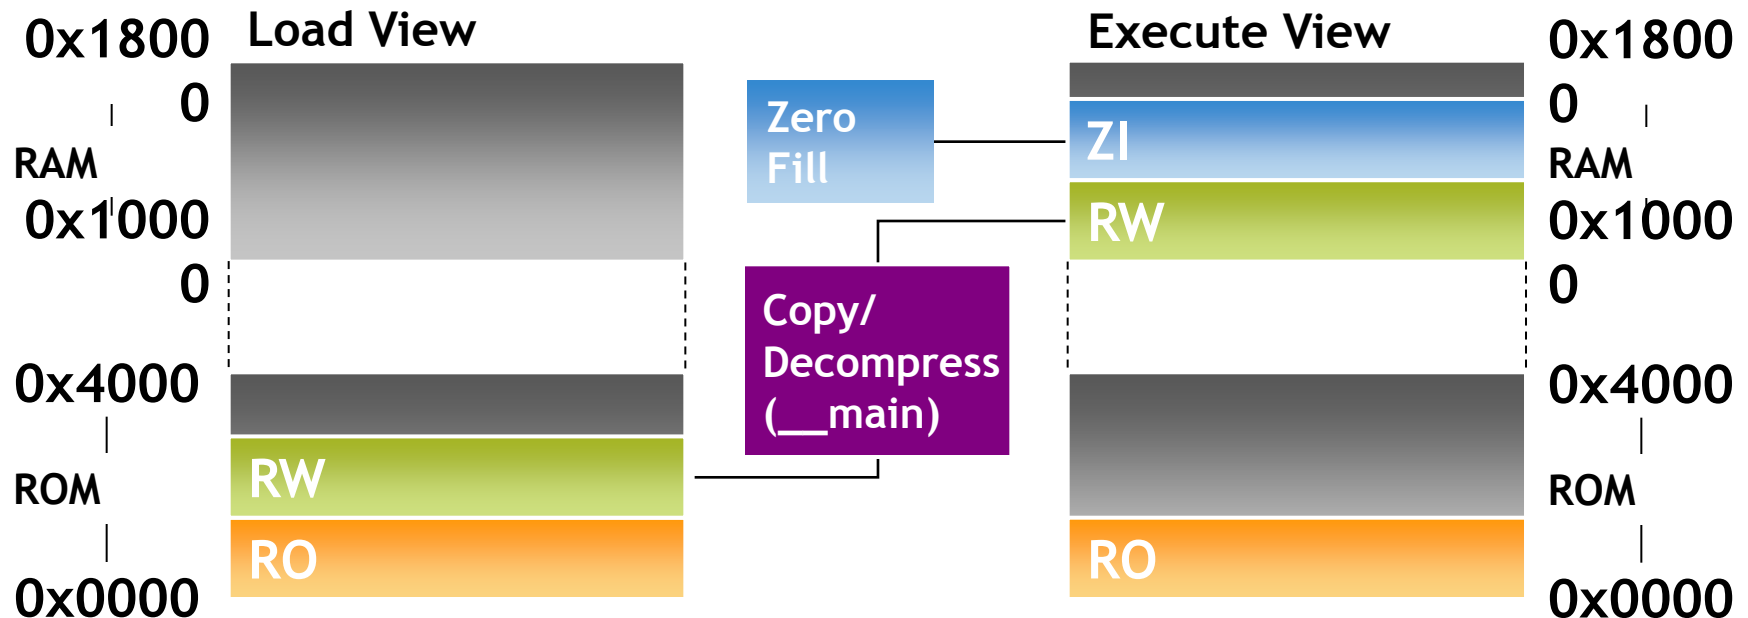 Load View
0x1800
0
RAM
0x1000
0
0x4000
RW
ROM
RO
0x0000
Zero
Fill
Copy/
Decompress
(__main)
Execute View
0x1800
0
ZI
RAM
RW
0x1000
0
0x4000
ROM
RO
0x0000